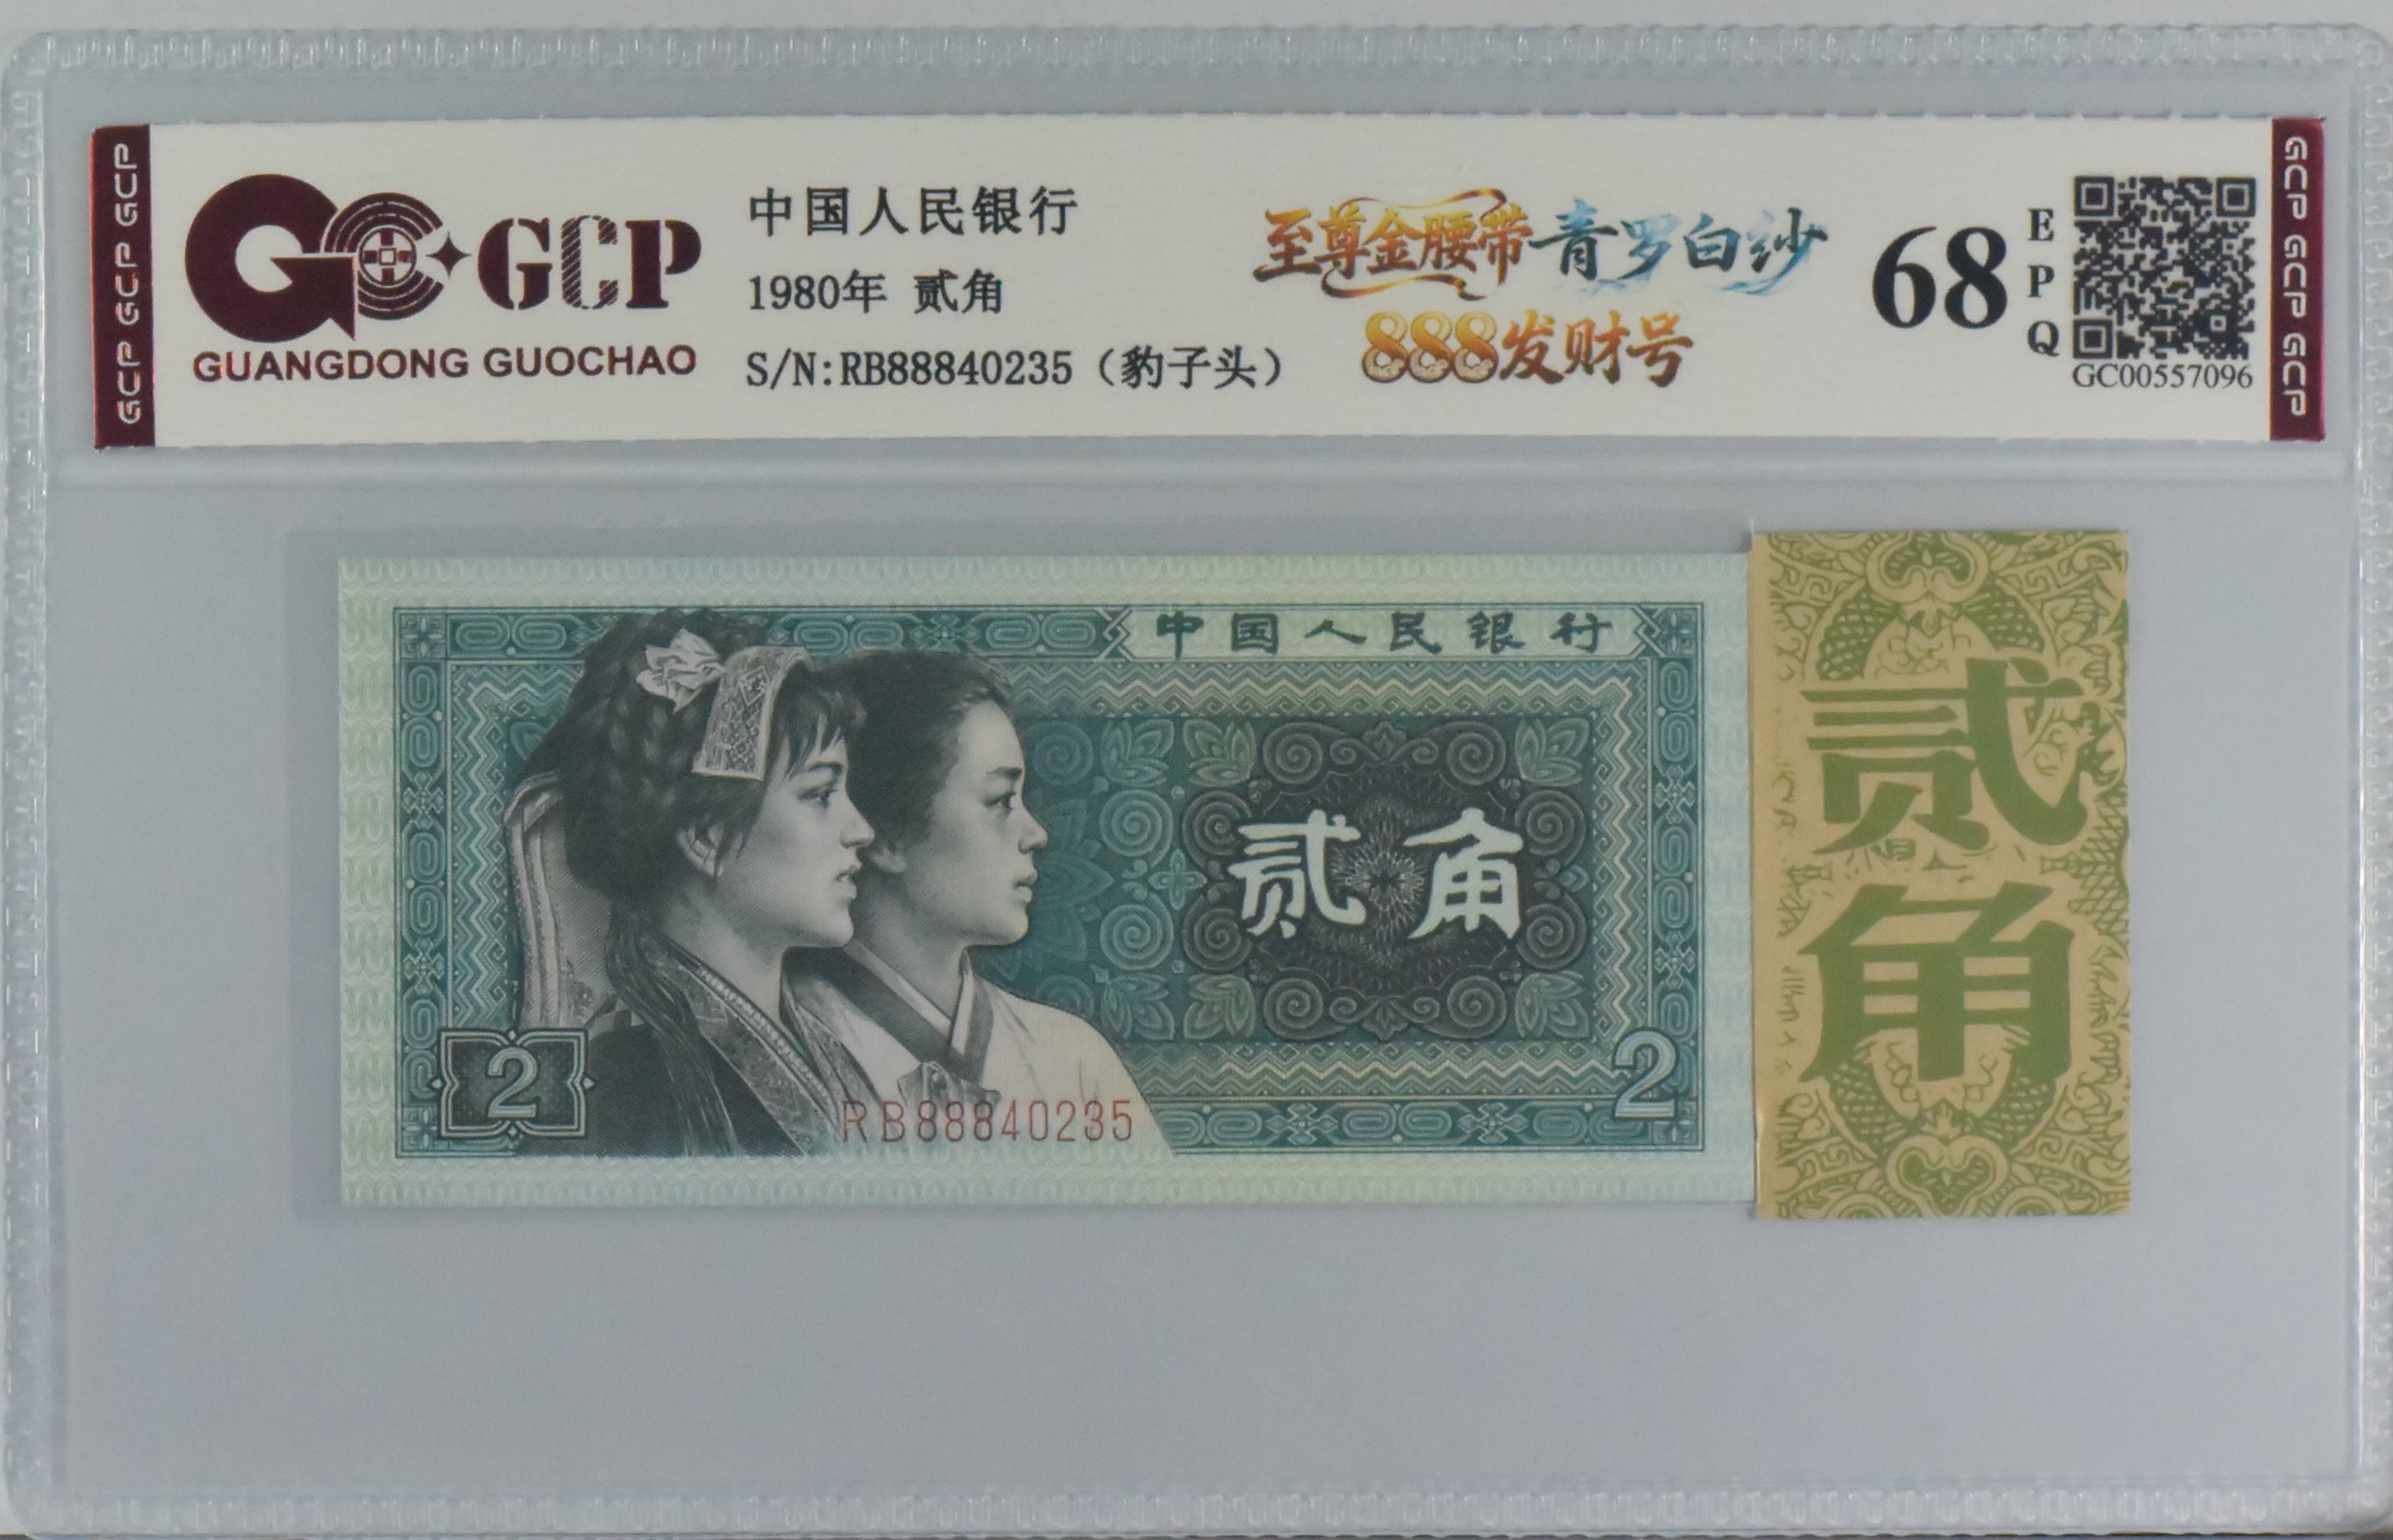 GCP GCP GCP
GCP
GUANGDONG GUOCHAO
中国人民银行
1980年 贰角
S/N:RB88840235（豹子头）
至尊金腰带青罗白纱
888发财号
68
EPQ
GC00557096
GCP GCP GCP
中国人民银行
贰角
2
RB88840235
2
贰角